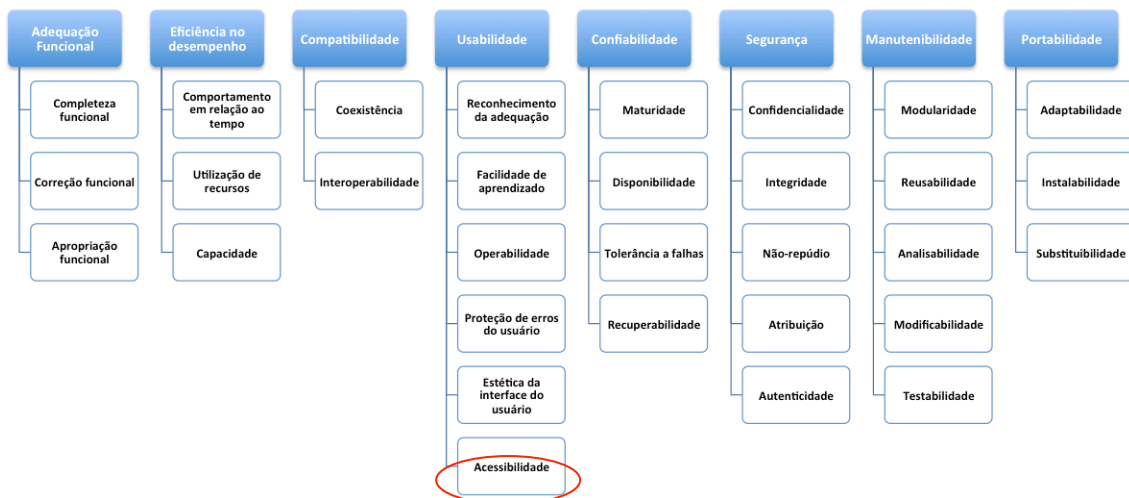 Adequação
Funcional
Completeza
funcional
Correção funcional
Apropriação
funcional
Eficiência no
desempenho
Comportamento
em relação ao
tempo
Utilização de
recursos
Capacidade
Compatibilidade
Coexistência
Interoperabilidade
Usabilidade
Reconhecimento
da adequação
Facilidade de
aprendizado
Operabilidade
Proteção de erros
do usuário
Estética da
interface do
usuário
Acessibilidade
Confiabilidade
Maturidade
Disponibilidade
Tolerância a falhas
Recuperabilidade
Segurança
Confidencialidade
Integridade
Não-repúdio
Atribuição
Autenticidade
Manutenibilidade
Modularidade
Reusabilidade
Analisabilidade
Modificabilidade
Testabilidade
Portabilidade
Adaptabilidade
Instalabilidade
Substituibilidade